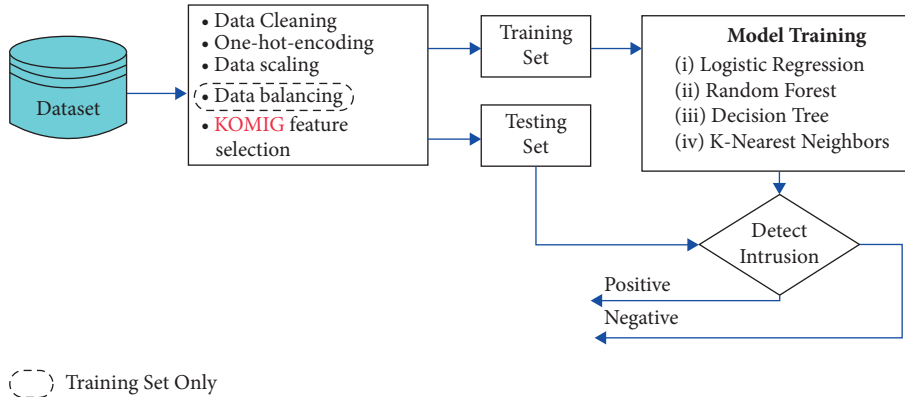 Dataset
• Data Cleaning
• One-hot-encoding
• Data scaling
• Data balancing
• KOMIG feature
selection
Training
Set
Testing
Set
Model Training
(i) Logistic Regression
(ii) Random Forest
(iii) Decision Tree
(iv) K-Nearest Neighbors
Detect
Intrusion
Positive
Negative
Training Set Only